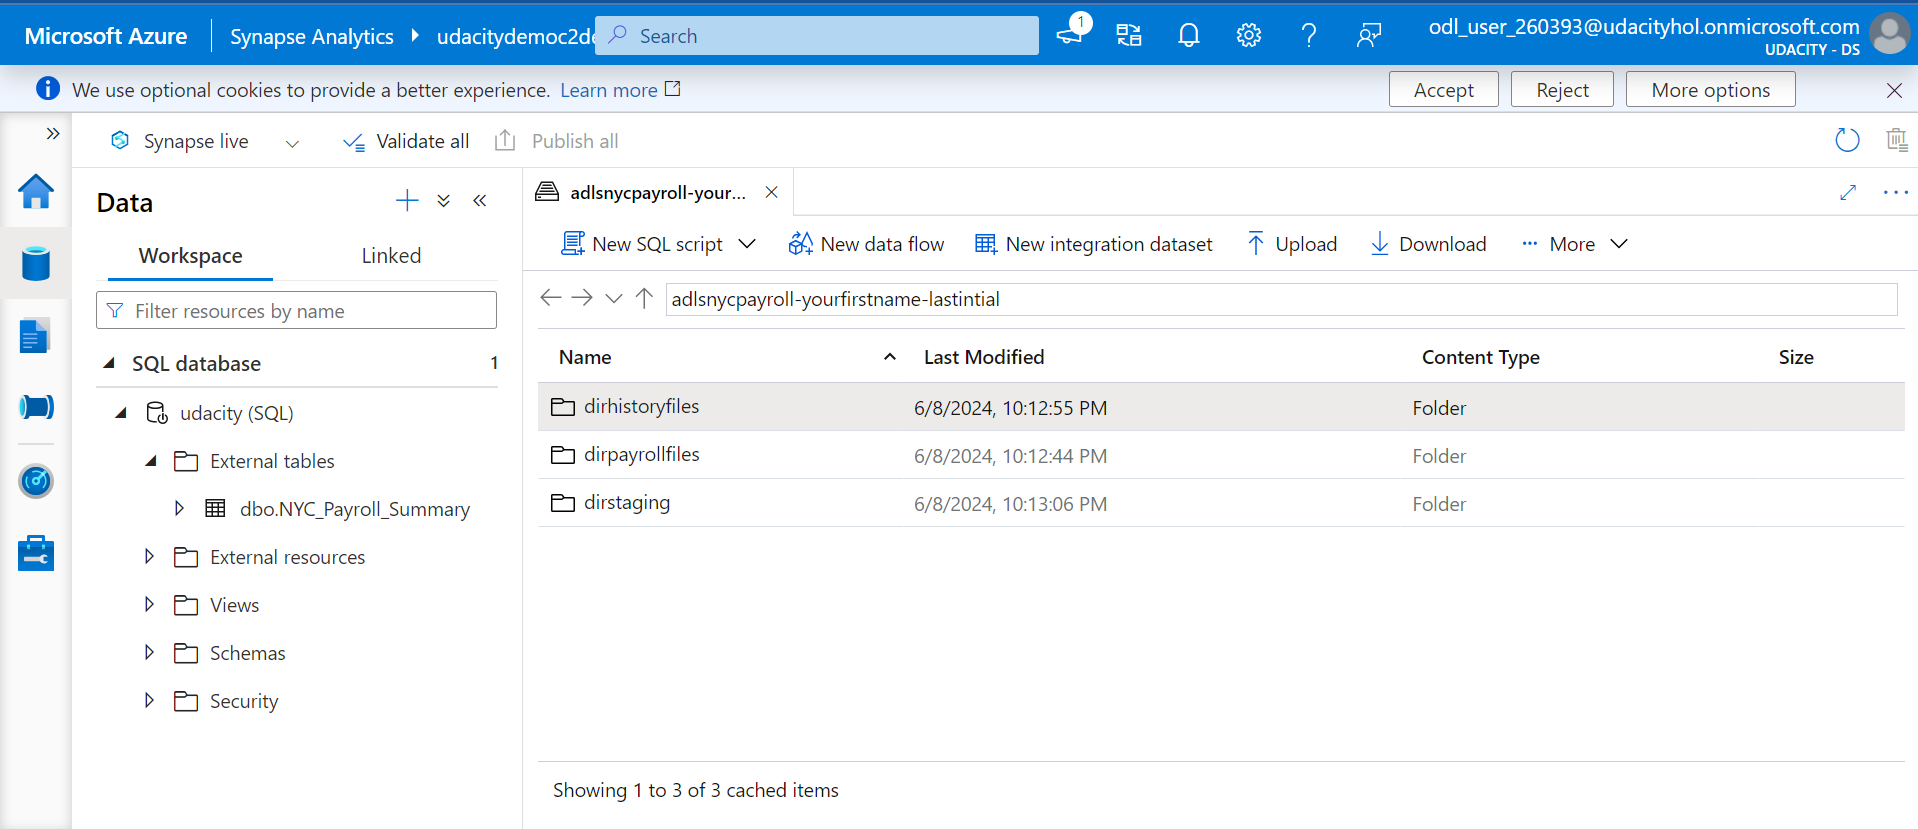 Microsoft Azure
Synapse Analytics
udacitydemoc2de
Search
1
odl_user_260393@udacityhol.onmicrosoft.com
UDACITY - DS
We use optional cookies to provide a better experience. Learn more
Accept
Reject
More options
Synapse live
Validate all
Publish all
Data
Workspace
Linked
Filter resources by name
SQL database 1
udacity (SQL)
External tables
dbo.NYC_Payroll_Summary
External resources
Views
Schemas
Security
adlsnycpayroll-your...
New SQL script
New data flow
New integration dataset
Upload
Download
More
adlsnycpayroll-yourfirstname-lastintial
Name Last Modified Content Type Size
dirhistoryfiles 6/8/2024, 10:12:55 PM Folder
dirpayrollfiles 6/8/2024, 10:12:44 PM Folder
dirstaging 6/8/2024, 10:13:06 PM Folder
Showing 1 to 3 of 3 cached items